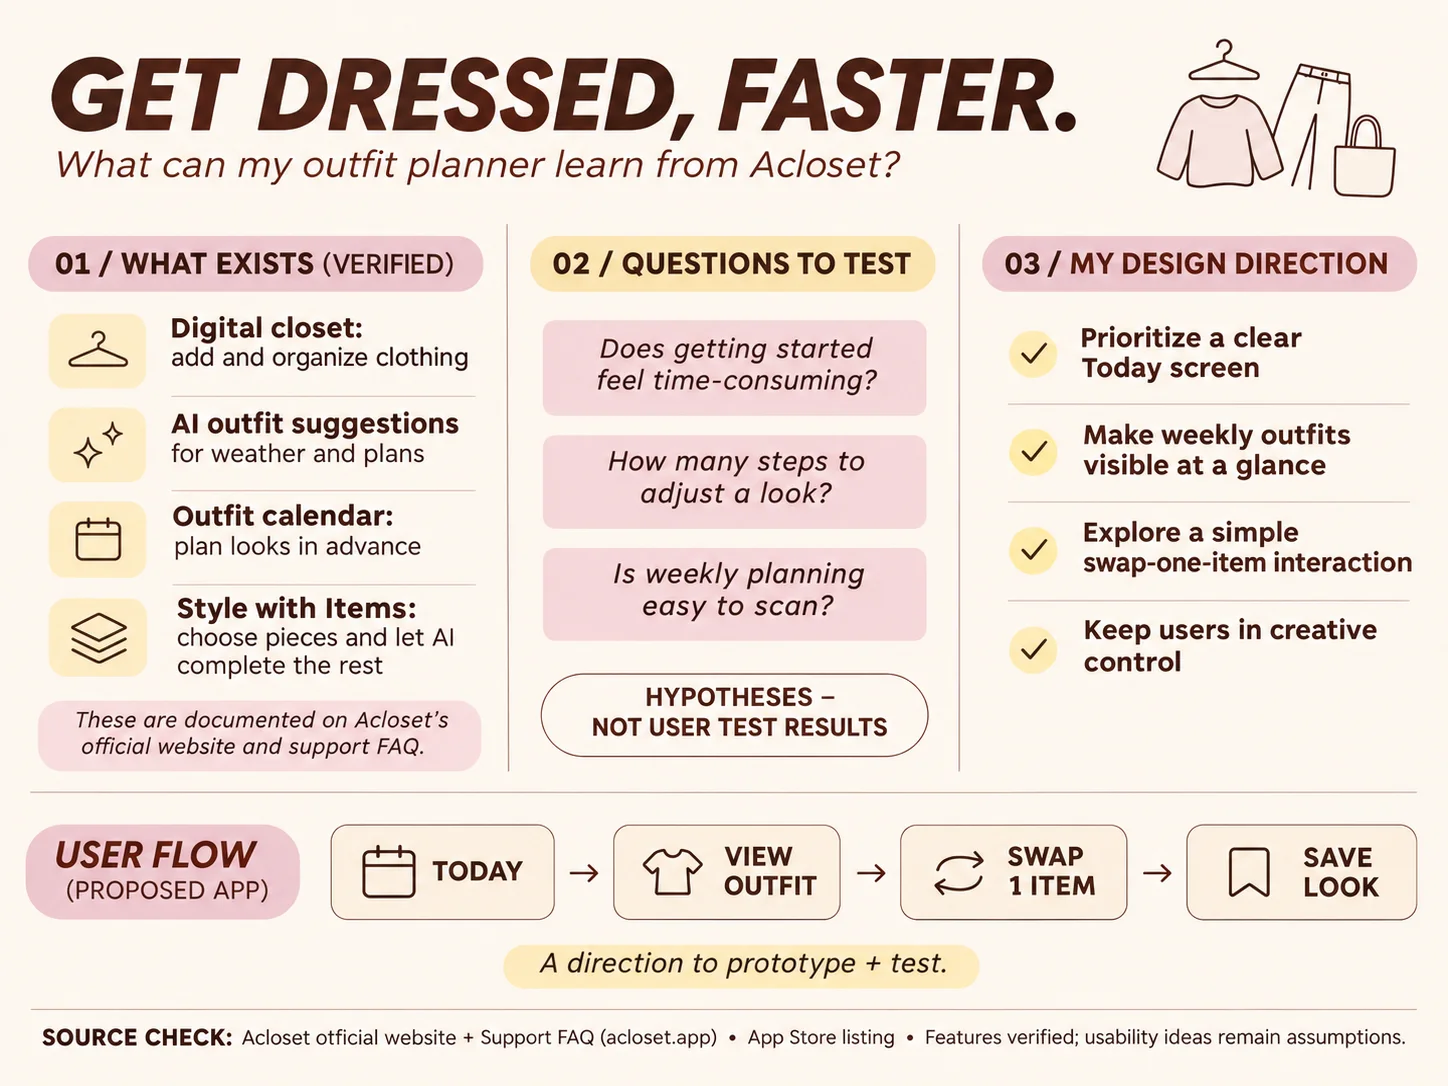 GET DRESSED, FASTER.
What can my outfit planner learn from Acloset?
01 / WHAT EXISTS (VERIFIED)
Digital closet:
add and organize clothing
AI outfit suggestions
for weather and plans
Outfit calendar:
plan looks in advance
Style with Items:
choose pieces and let AI
complete the rest
These are documented on Acloset’s
official website and support FAQ.
02 / QUESTIONS TO TEST
Does getting started
feel time-consuming?
How many steps to
adjust a look?
Is weekly planning
easy to scan?
HYPOTHESES –
NOT USER TEST RESULTS
03 / MY DESIGN DIRECTION
Prioritize a clear
Today screen
Make weekly outfits
visible at a glance
Explore a simple
swap-one-item interaction
Keep users in creative
control
USER FLOW
(PROPOSED APP)
TODAY
VIEW
OUTFIT
SWAP
1 ITEM
SAVE
LOOK
A direction to prototype + test.
SOURCE CHECK: Acloset official website + Support FAQ (acloset.app) • App Store listing • Features verified; usability ideas remain assumptions.